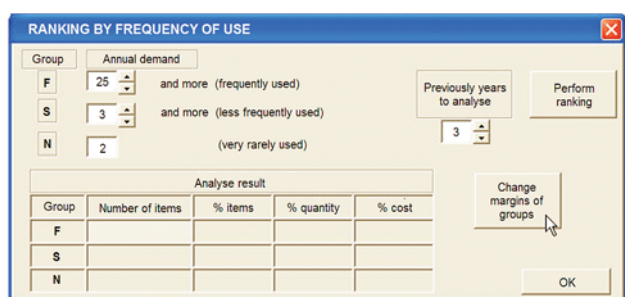 RANKING BY FREQUENCY OF USE
Group Annual demand
F 25 and more (frequently used)
S 3 and more (less frequently used)
N 2 (very rarely used)
Previously years
to analyse
3
Perform
ranking
Analyse result
Group Number of items % items % quantity % cost
F
S
N
Change
margins of
groups
OK